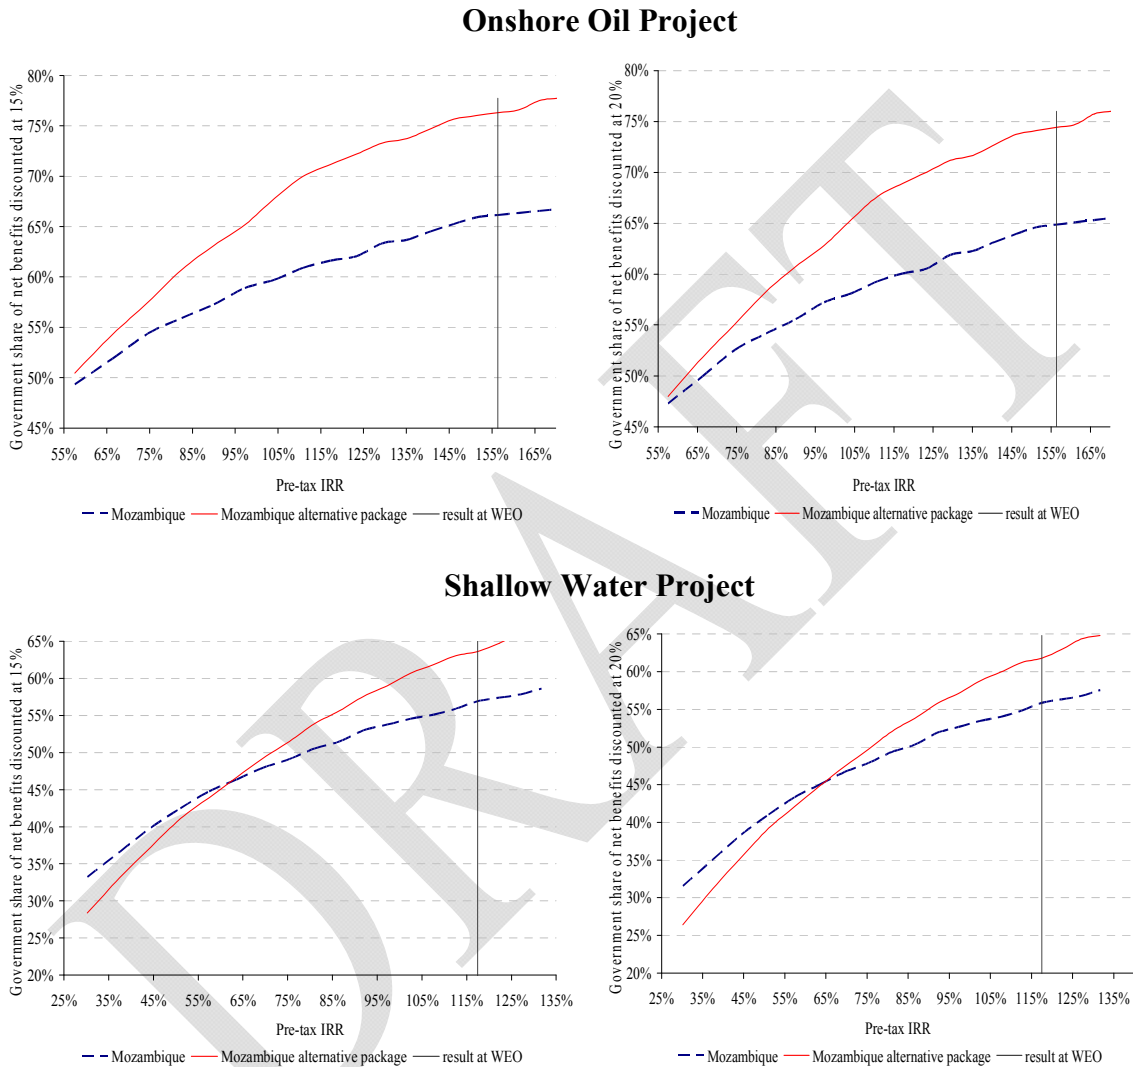 Onshore Oil Project
Government share of net benefits discounted at 15%
80%
75%
70%
65%
60%
55%
50%
45%
55% 75% 95% 115% 135% 155% 165%
Pre-tax IRR
Mozambique Mozambique alternative package result at WEO
Government share of net benefits discounted at 20%
80%
75%
70%
65%
60%
55%
50%
45%
55% 65% 75% 85% 95% 105% 115% 125% 135% 145% 155% 165%
Pre-tax IRR
Mozambique Mozambique alternative package result at WEO
Shallow Water Project
Government share of net benefits discounted at 15%
65%
60%
55%
50%
45%
40%
35%
30%
25%
20%
25% 35% 45% 55% 65% 75% 85% 95% 105% 115% 125% 135%
Pre-tax IRR
Mozambique Mozambique alternative package result at WEO
Government share of net benefits discounted at 20%
65%
60%
55%
50%
45%
40%
35%
30%
25%
20%
25% 35% 45% 55% 65% 75% 85% 95% 105% 115% 125% 135%
Pre-tax IRR
Mozambique Mozambique alternative package result at WEO
DRAFT